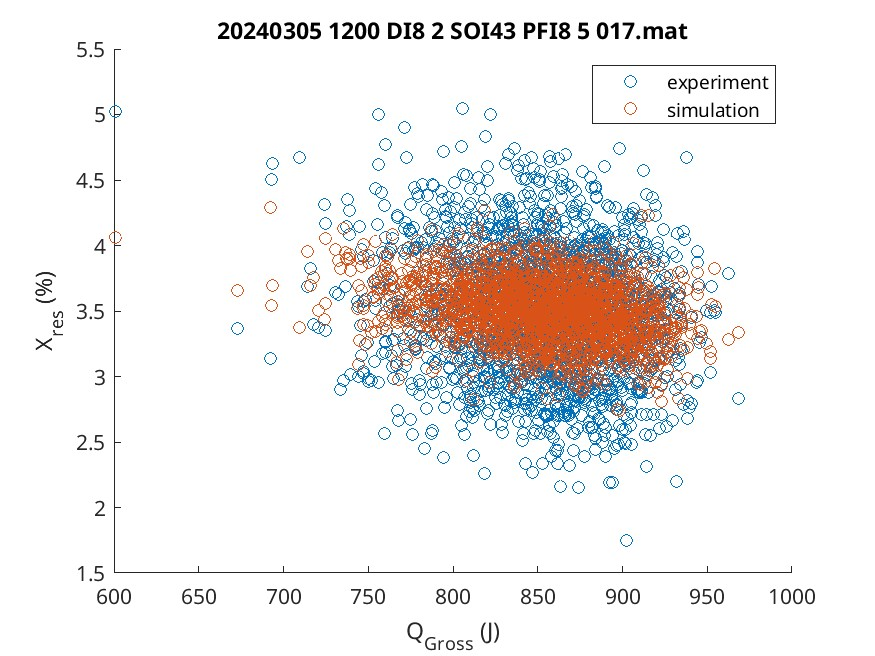 20240305 1200 DI8 2 SOI43 PFI8 5 017.mat
experiment
simulation
5.5
5
4.5
4
3.5
3
2.5
2
1.5
X_res (%)
600 650 700 750 800 850 900 950 1000
Q_Gross (J)